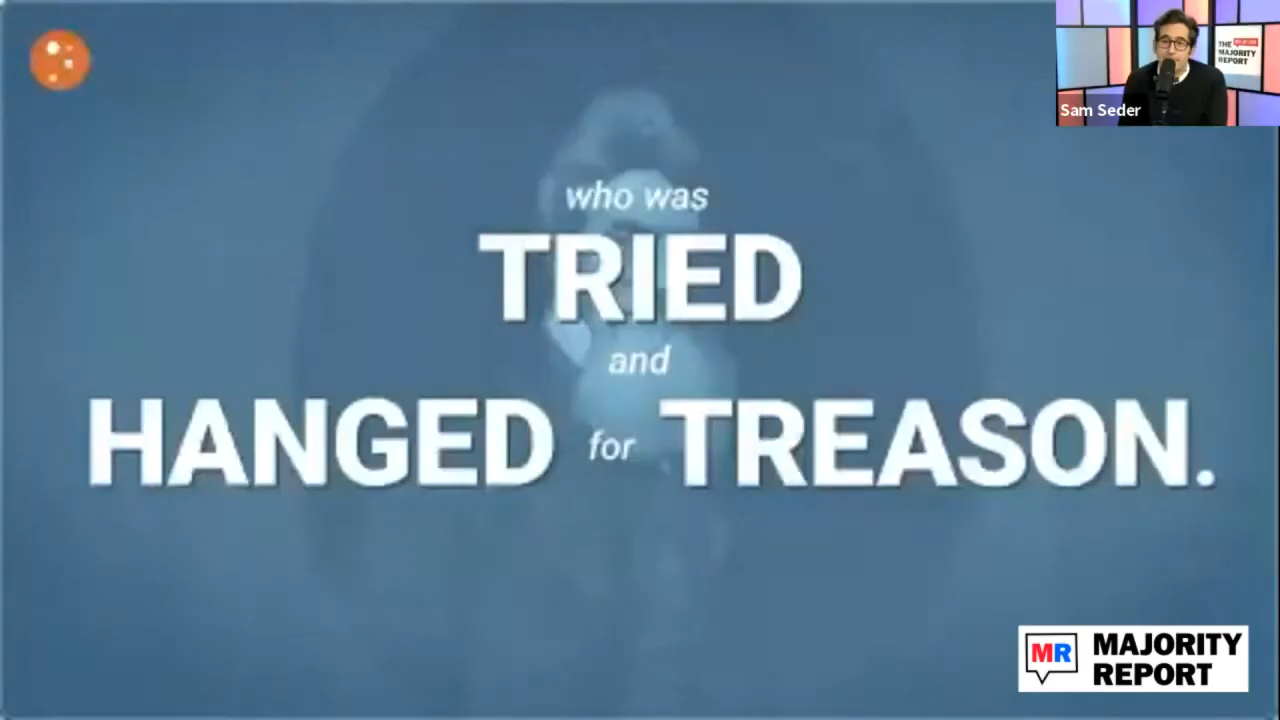 Sam Seder
THE
MAJORITY
REPORT
who was
TRIED
and
HANGED for TREASON.
MR MAJORITY
REPORT